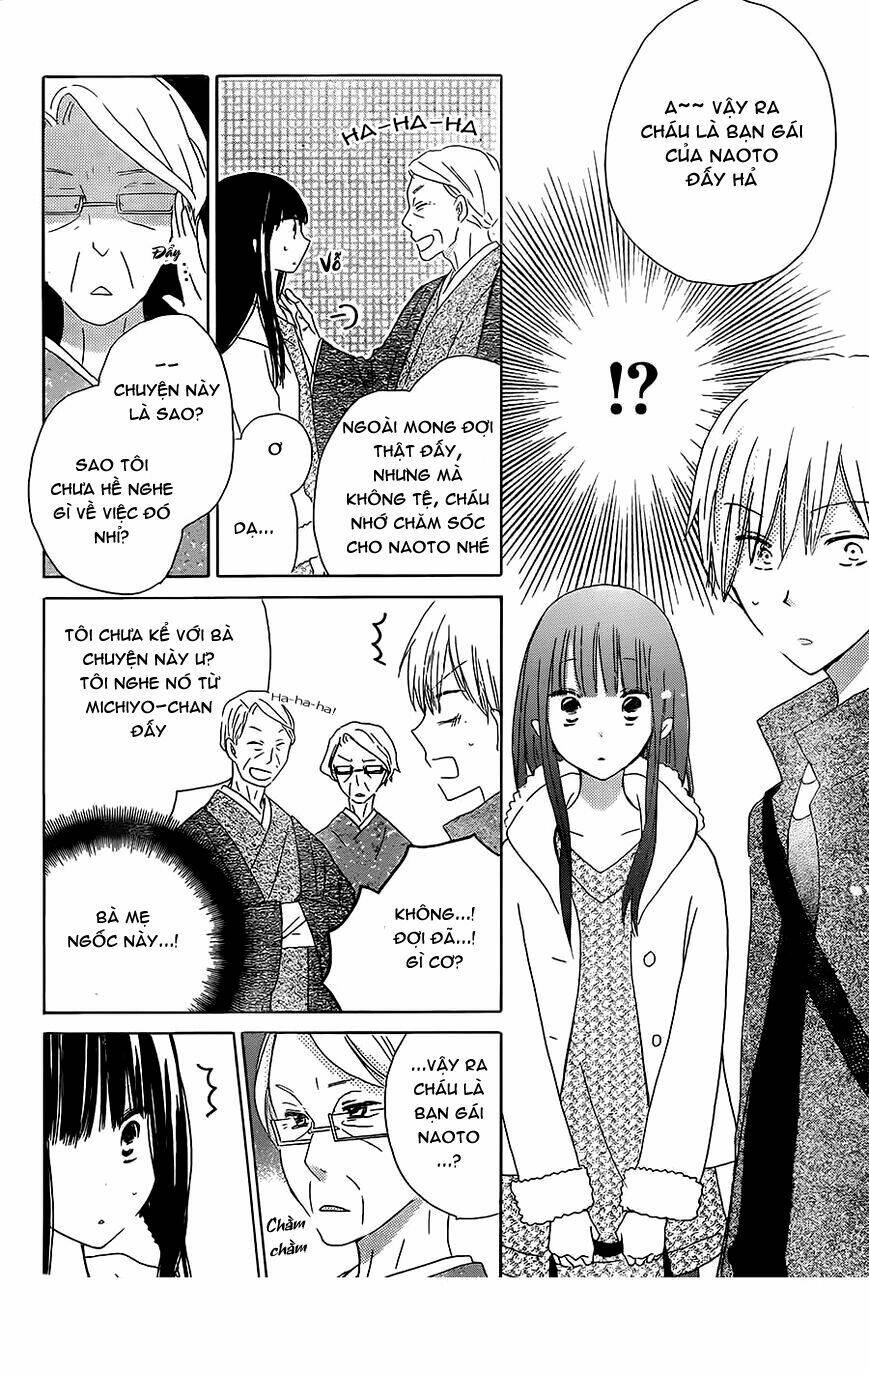 A~~ VẬY RA
CHÁU LÀ BẠN GÁI
CỦA NAOTO
ĐẤY HẢ
!?
HA-HA-HA
Vỗ
NGOÀI MONG ĐỢI
THẬT ĐẤY,
NHƯNG MÀ
KHÔNG TỆ, CHÁU
NHỚ CHĂM SÓC
CHO NAOTO NHÉ
Ơ
DẠ...
Đẩy
...
--
CHUYỆN NÀY
LÀ SAO?
SAO TÔI
CHƯA HỀ NGHE
GÌ VỀ VIỆC ĐÓ
NHỈ?
TÔI CHƯA KỂ VỚI BÀ
CHUYỆN NÀY Ư?
TÔI NGHE NÓ TỪ
MICHIYO-CHAN
ĐẤY
Ha-ha-ha!
KHÔNG...!
ĐỢI ĐÃ...!
GÌ CƠ?
BÀ MẸ
NGỐC NÀY...!
...VẬY RA
CHÁU LÀ
BẠN GÁI
NAOTO
...?
Chằm
chằm